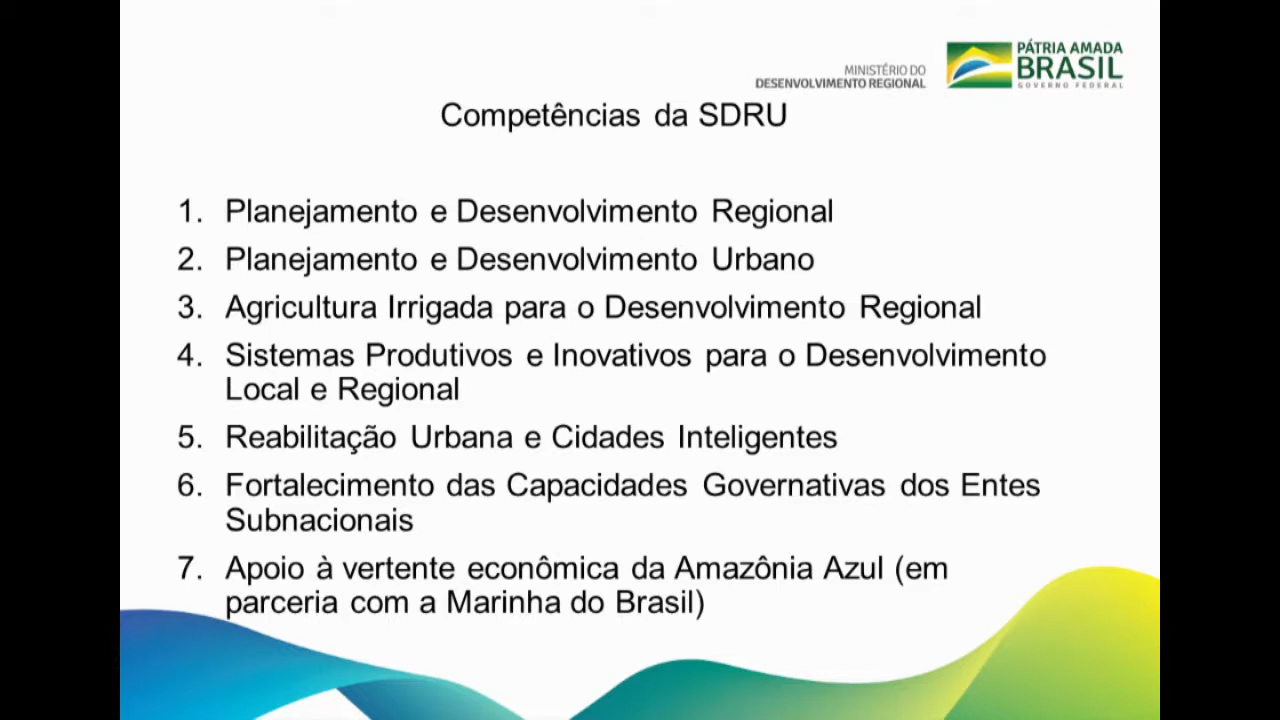 MINISTÉRIO DO
DESENVOLVIMENTO REGIONAL
PÁTRIA AMADA
BRASIL
GOVERNO FEDERAL
Competências da SDRU
1. Planejamento e Desenvolvimento Regional
2. Planejamento e Desenvolvimento Urbano
3. Agricultura Irrigada para o Desenvolvimento Regional
4. Sistemas Produtivos e Inovativos para o Desenvolvimento
Local e Regional
5. Reabilitação Urbana e Cidades Inteligentes
6. Fortalecimento das Capacidades Governativas dos Entes
Subnacionais
7. Apoio à vertente econômica da Amazônia Azul (em
parceria com a Marinha do Brasil)